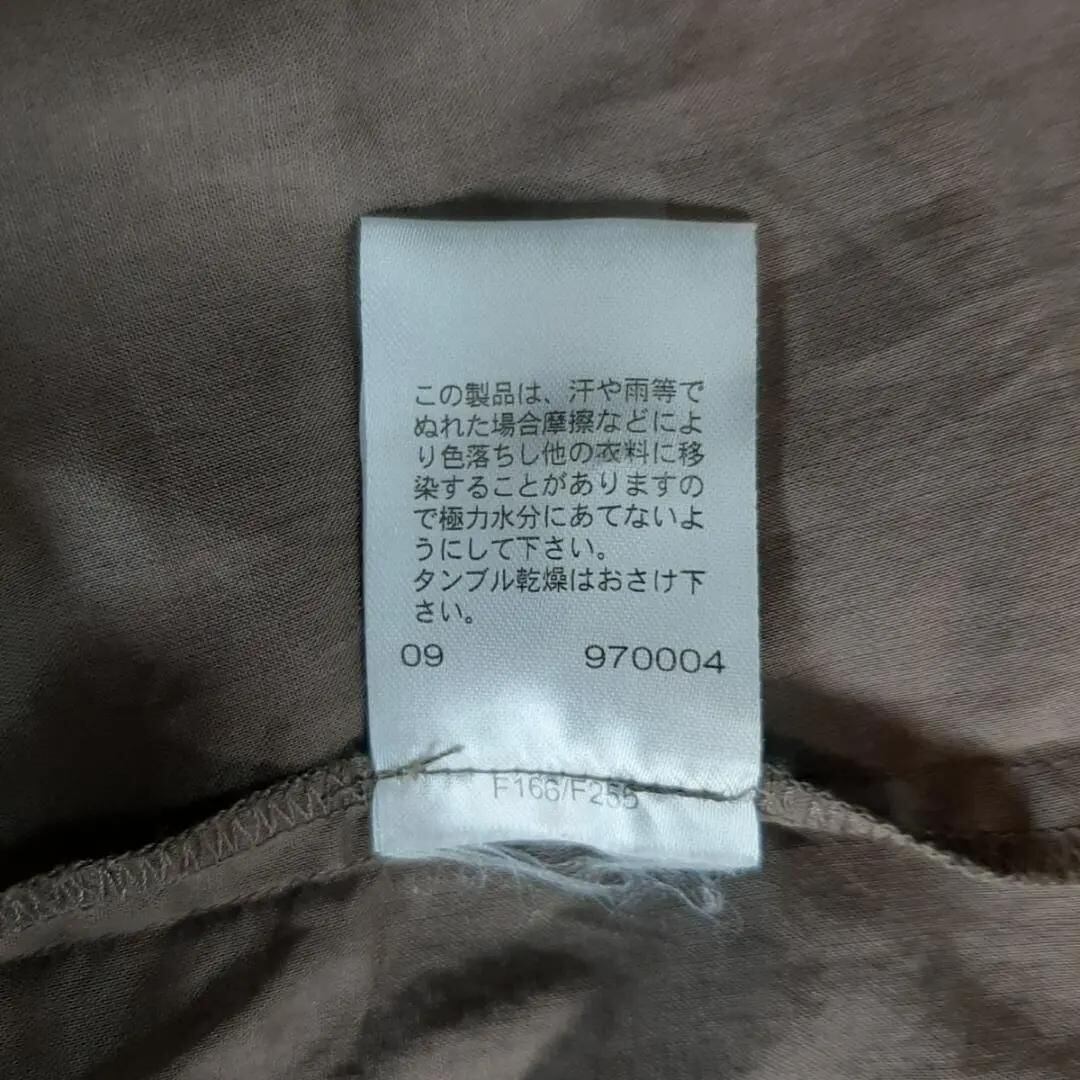 この製品は、汗や雨等で
ぬれた場合摩擦などによ
り色落ちし他の衣料に移
染することがありますの
で極力水分にあてないよ
うにして下さい。
タンブル乾燥はおさけ下
さい。
09 970004
F166/F255